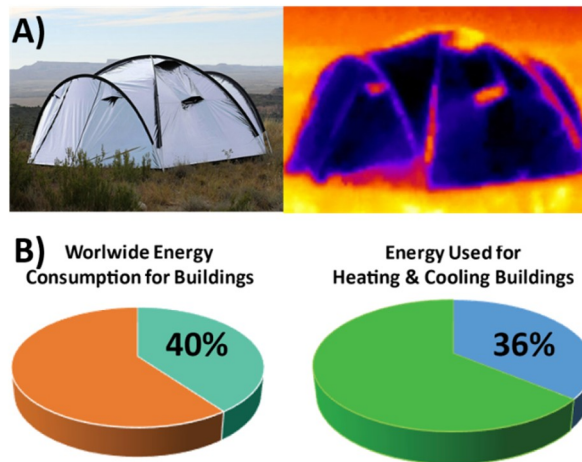 A)
B)
Worlwide Energy
Consumption for Buildings
40%
Energy Used for
Heating & Cooling Buildings
36%